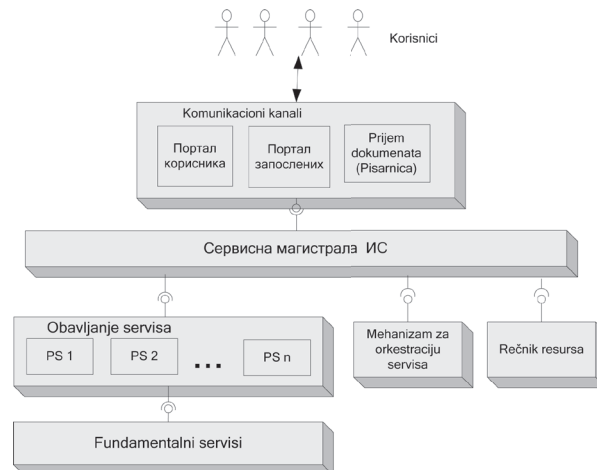 Korisnici
Komunikacioni kanali
Портал
корисника
Портал
запослених
Prijem
dokumenata
(Pisarnica)
Сервисна магистрала ИС
Obavljanje servisa
PS 1
PS 2
...
PS n
Mehanizam za
orkestraciju
servisa
Rečnik resursa
Fundamentalni servisi